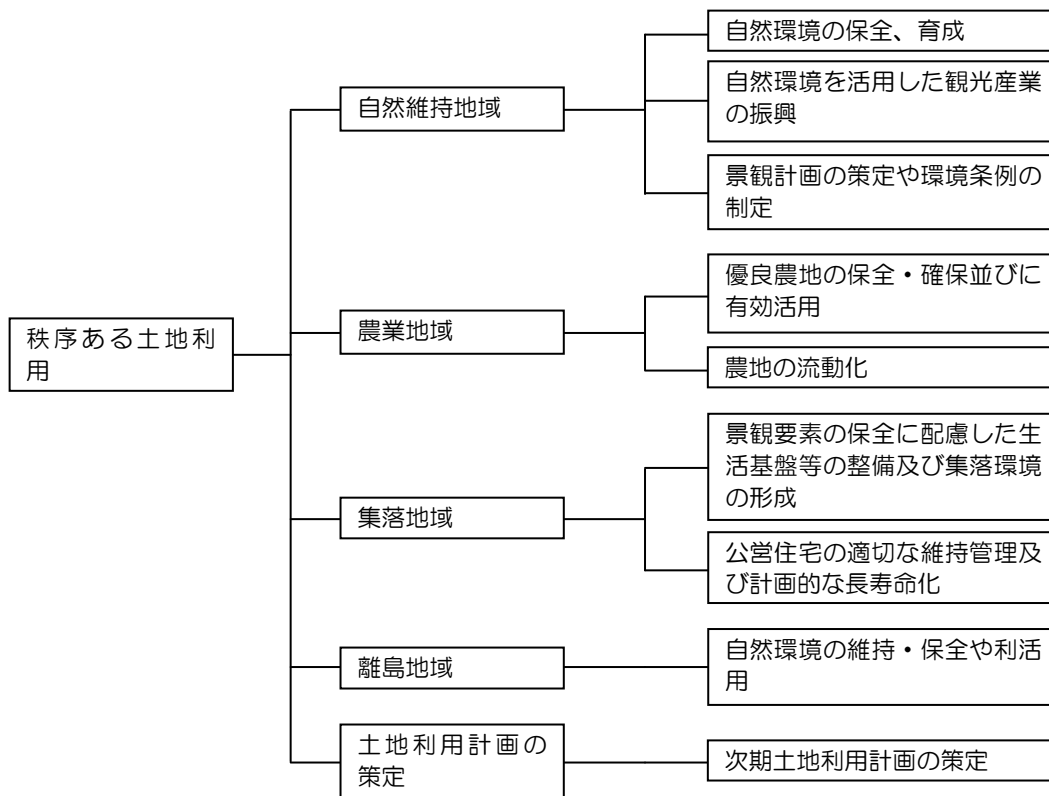 秩序ある土地利
用
自然維持地域
自然環境の保全、育成
自然環境を活用した観光産業
の振興
景観計画の策定や環境条例の
制定
農業地域
優良農地の保全・確保並びに
有効活用
農地の流動化
集落地域
景観要素の保全に配慮した生
活基盤等の整備及び集落環境
の形成
公営住宅の適切な維持管理及
び計画的な長寿命化
離島地域
自然環境の維持・保全や利活
用
土地利用計画の
策定
次期土地利用計画の策定